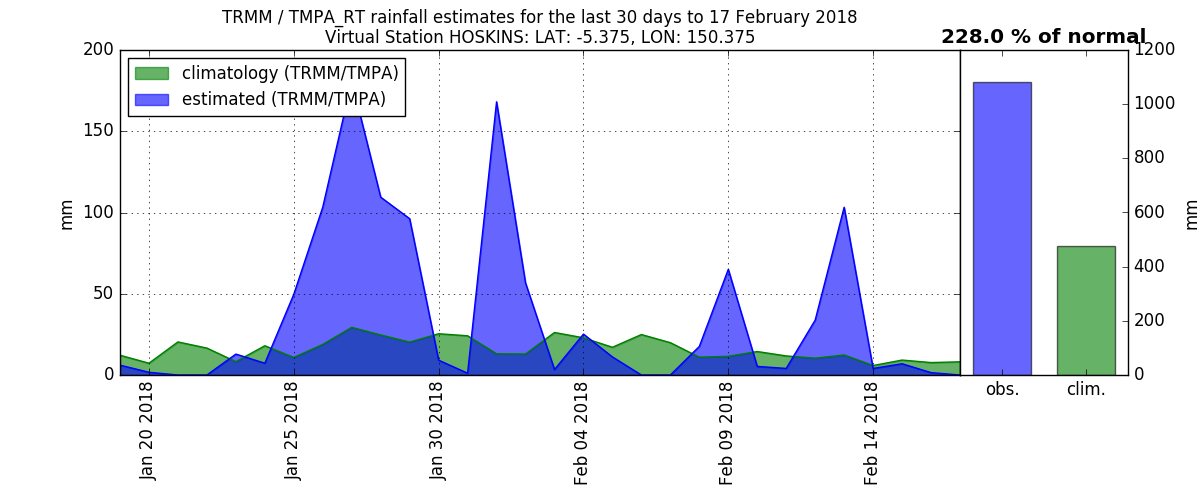 TRMM / TMPA_RT rainfall estimates for the last 30 days to 17 February 2018
Virtual Station HOSKINS: LAT: -5.375, LON: 150.375
228.0 % of normal
climatology (TRMM/TMPA)
estimated (TRMM/TMPA)
200
150
100
50
0
mm
Jan 20 2018
Jan 25 2018
Jan 30 2018
Feb 04 2018
Feb 09 2018
Feb 14 2018
1200
1000
800
600
400
200
0
mm
obs.
clim.